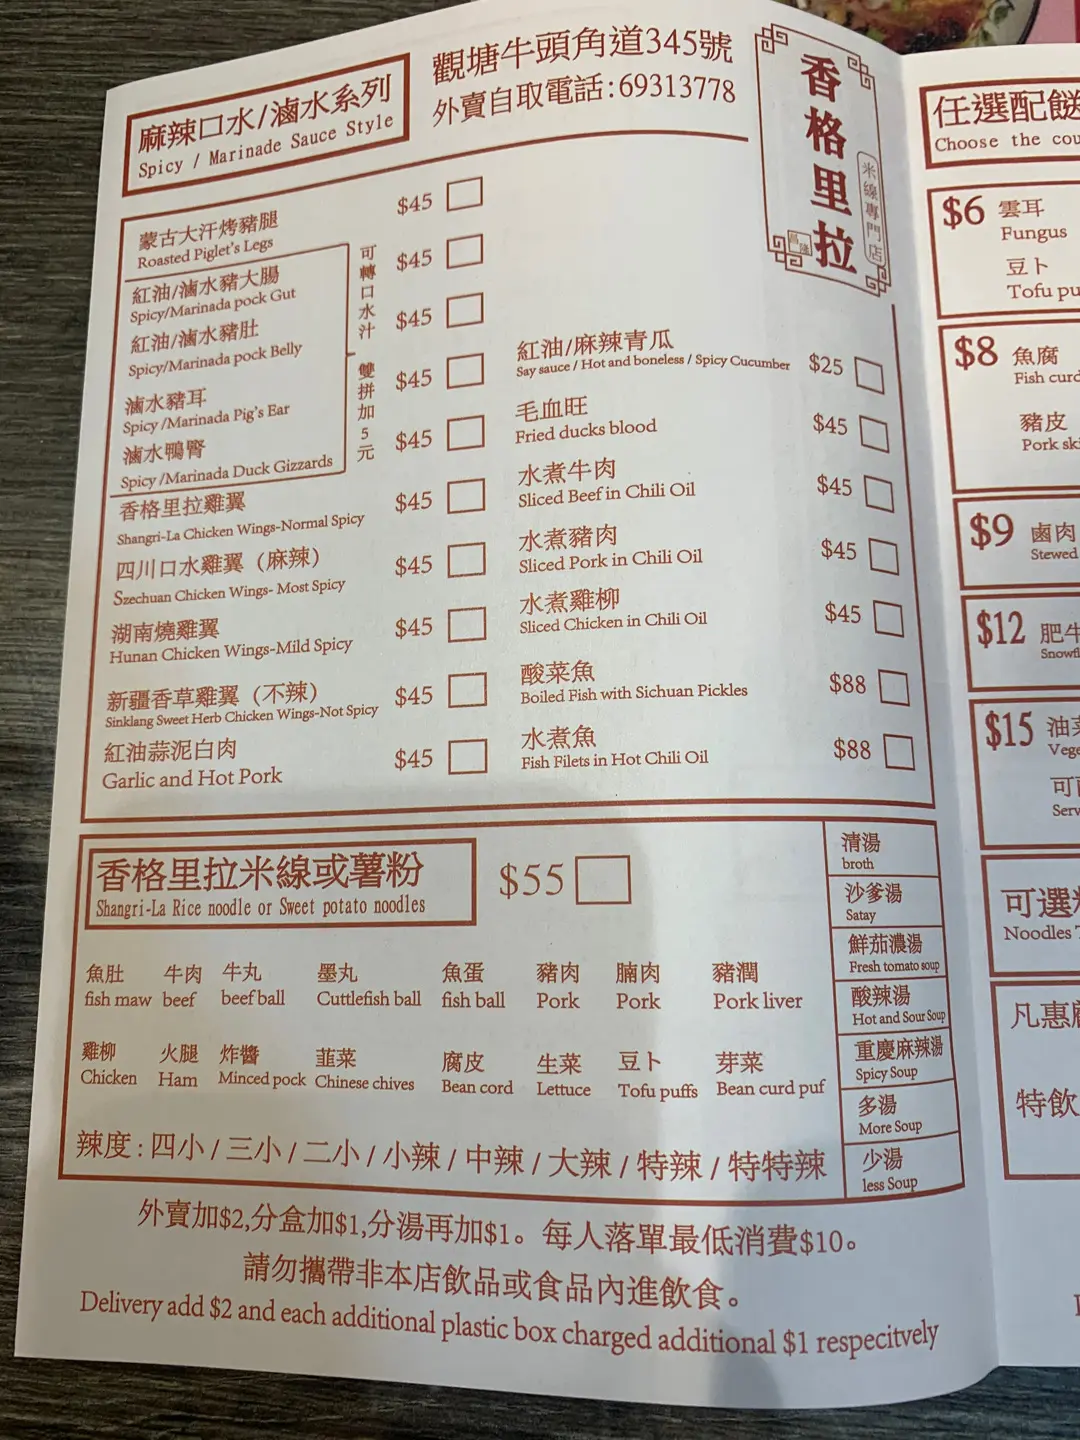 麻辣口水/滷水系列
Spicy / Marinade Sauce Style
觀塘牛頭角道345號
外賣自取電話:69313778
香格里拉
米線專門店
昌隆
蒙古大汗烤豬腿 $45
Roasted Piglet's Legs
紅油/滷水豬大腸 $45
Spicy/Marinada pock Gut
紅油/滷水豬肚 $45
Spicy/Marinada pock Belly
滷水豬耳 $45
Spicy /Marinada Pig's Ear
滷水鴨腎 $45
Spicy /Marinada Duck Gizzards
可轉口水汁
雙拼加5元
香格里拉雞翼 $45
Shangri-La Chicken Wings-Normal Spicy
四川口水雞翼（麻辣） $45
Szechuan Chicken Wings- Most Spicy
湖南燒雞翼 $45
Hunan Chicken Wings-Mild Spicy
新疆香草雞翼（不辣） $45
Sinklang Sweet Herb Chicken Wings-Not Spicy
紅油蒜泥白肉 $45
Garlic and Hot Pork
紅油/麻辣青瓜 $25
Say sauce / Hot and boneless / Spicy Cucumber
毛血旺 $45
Fried ducks blood
水煮牛肉 $45
Sliced Beef in Chili Oil
水煮豬肉 $45
Sliced Pork in Chili Oil
水煮雞柳 $45
Sliced Chicken in Chili Oil
酸菜魚 $88
Boiled Fish with Sichuan Pickles
水煮魚 $88
Fish Filets in Hot Chili Oil
香格里拉米線或薯粉 $55
Shangri-La Rice noodle or Sweet potato noodles
魚肚 牛肉 牛丸 墨丸 魚蛋 豬肉 腩肉 豬潤
fish maw beef beef ball Cuttlefish ball fish ball Pork Pork Pork liver
雞柳 火腿 炸醬 韮菜 腐皮 生菜 豆卜 芽菜
Chicken Ham Minced pock Chinese chives Bean cord Lettuce Tofu puffs Bean curd puf
辣度:四小/三小/二小/小辣/中辣/大辣/特辣/特特辣
清湯
broth
沙爹湯
Satay
鮮茄濃湯
Fresh tomato soup
酸辣湯
Hot and Sour Soup
重慶麻辣湯
Spicy Soup
多湯
More Soup
少湯
less Soup
外賣加$2,分盒加$1,分湯再加$1。每人落單最低消費$10。
請勿攜帶非本店飲品或食品內進飲食。
Delivery add $2 and each additional plastic box charged additional $1 respecitvely
任選配餸
Choose the cou
$6 雲耳
Fungus
豆卜
Tofu pu
$8 魚腐
Fish curd
豬皮
Pork ski
$9 鹵肉
Stewed
$12 肥牛
Snowfl
$15 油菜
Vege
可
Serv
可選
Noodles T
凡惠顧
特飲